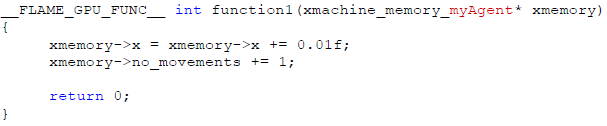 __FLAME_GPU_FUNC__ int function1(xmachine_memory_myAgent* xmemory)
{
xmemory->x = xmemory->x += 0.01f;
xmemory->no_movements += 1;
return 0;
}